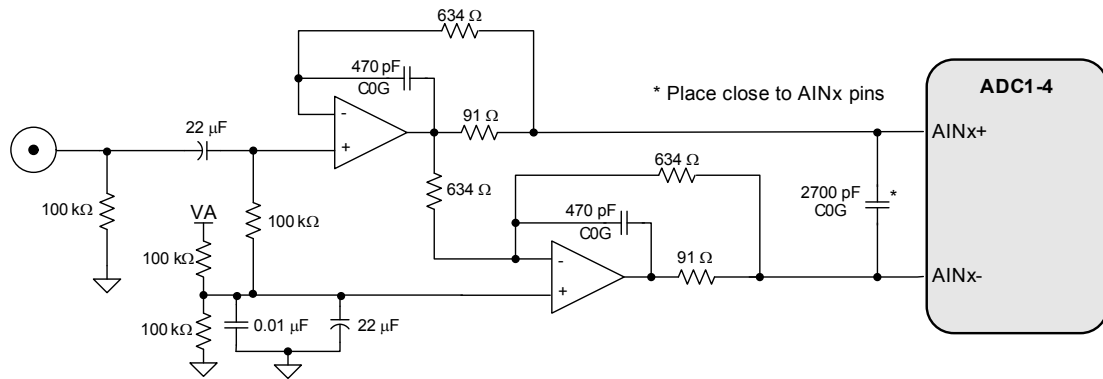 634 Ω
470 pF
C0G
* Place close to AINx pins
ADC1-4
-
+
91 Ω
AINx+
22 µF
634 Ω
634 Ω
2700 pF
C0G
*
100 kΩ
VA
100 kΩ
470 pF
C0G
100 kΩ
-
+
91 Ω
AINx-
100 kΩ
0.01 µF
22 µF